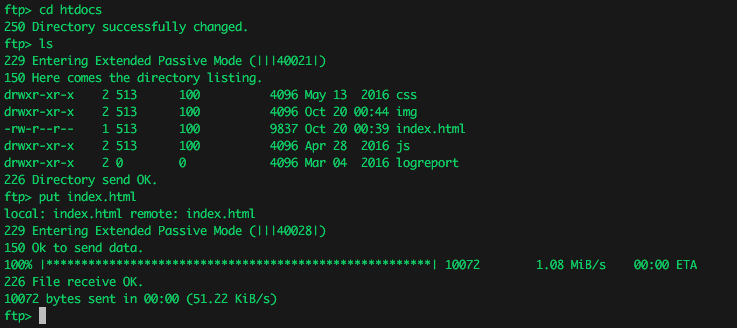 ftp> cd htdocs
250 Directory successfully changed.
ftp> ls
229 Entering Extended Passive Mode (|||40021|)
150 Here comes the directory listing.
drwxr-xr-x    2 513      100          4096 May 13  2016 css
drwxr-xr-x    2 513      100          4096 Oct 20 00:44 img
-rw-r--r--    1 513      100          9837 Oct 20 00:39 index.html
drwxr-xr-x    2 513      100          4096 Apr 28  2016 js
drwxr-xr-x    2 0        0            4096 Mar 04  2016 logreport
226 Directory send OK.
ftp> put index.html
local: index.html remote: index.html
229 Entering Extended Passive Mode (|||40028|)
150 Ok to send data.
100% |*******************************************************| 10072        1.08 MiB/s    00:00 ETA
226 File receive OK.
10072 bytes sent in 00:00 (51.22 KiB/s)
ftp>